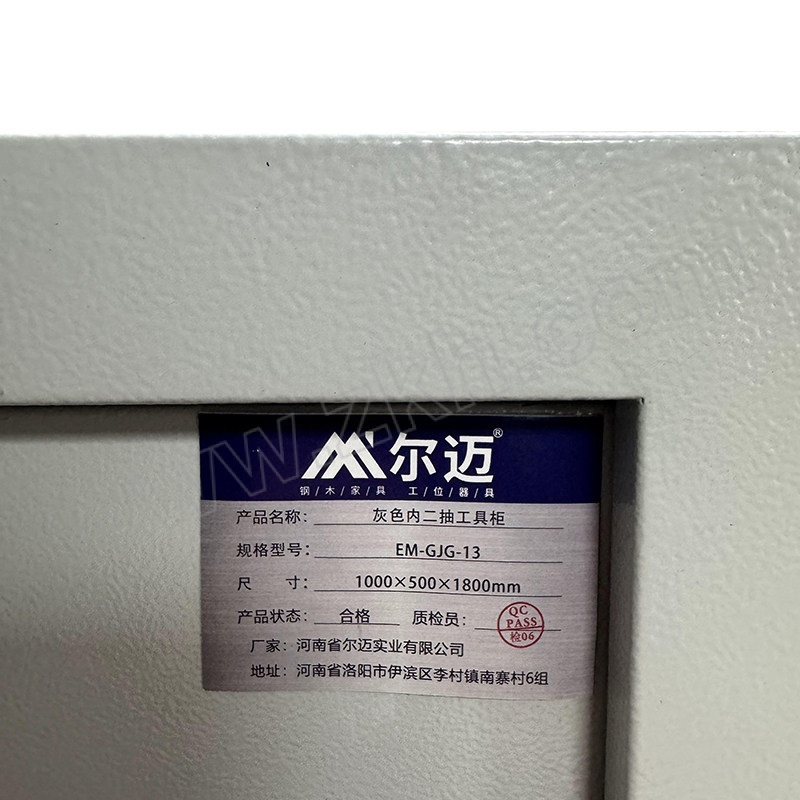 尔迈®
钢/木/家/具 工/位/器/具
产品名称: 灰色内二抽工具柜
规格型号: EM-GJG-13
尺 寸: 1000×500×1800mm
产品状态: 合格 质检员:
QC
PASS
检06
厂家: 河南省尔迈实业有限公司
地址: 河南省洛阳市伊滨区李村镇南寨村6组
www.zkh.com